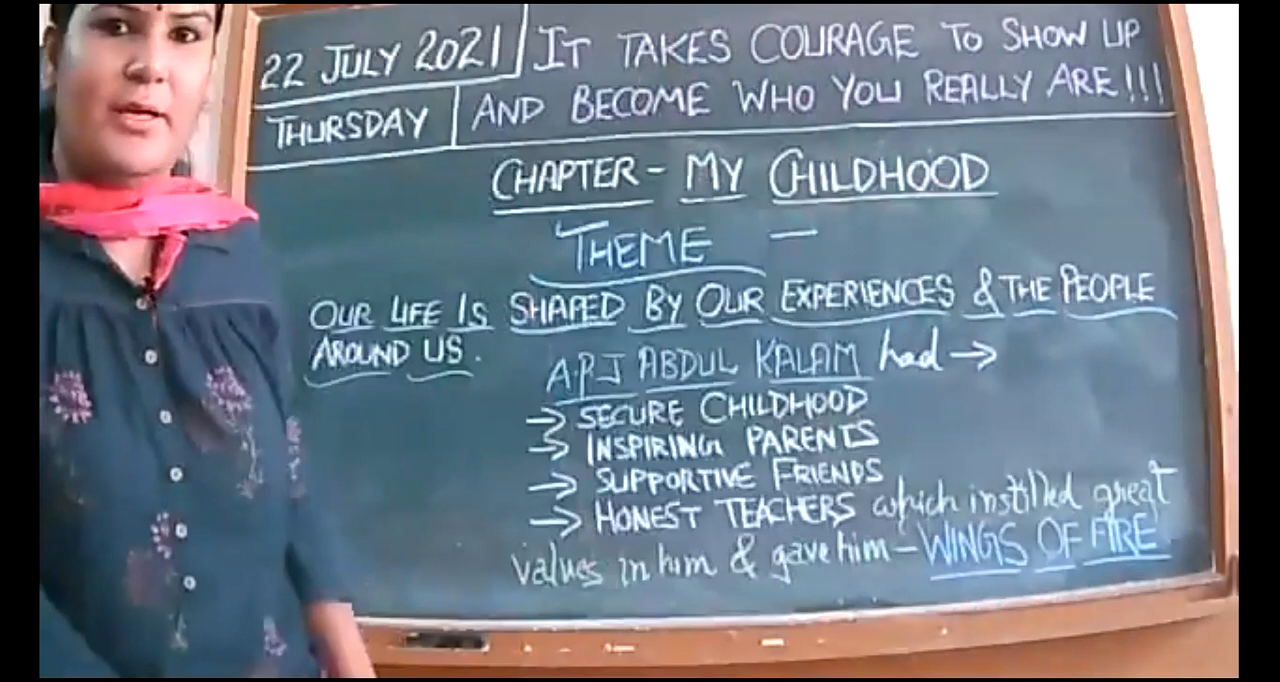 22 JULY 2021
THURSDAY
IT TAKES COURAGE TO SHOW UP
AND BECOME WHO YOU REALLY ARE!!!
CHAPTER - MY CHILDHOOD
THEME -
OUR LIFE IS SHAPED BY OUR EXPERIENCES & THE PEOPLE
AROUND US.
A.P.J ABDUL KALAM had →
→ SECURE CHILDHOOD
→ INSPIRING PARENTS
→ SUPPORTIVE FRIENDS
→ HONEST TEACHERS which instilled great
values in him & gave him - WINGS OF FIRE